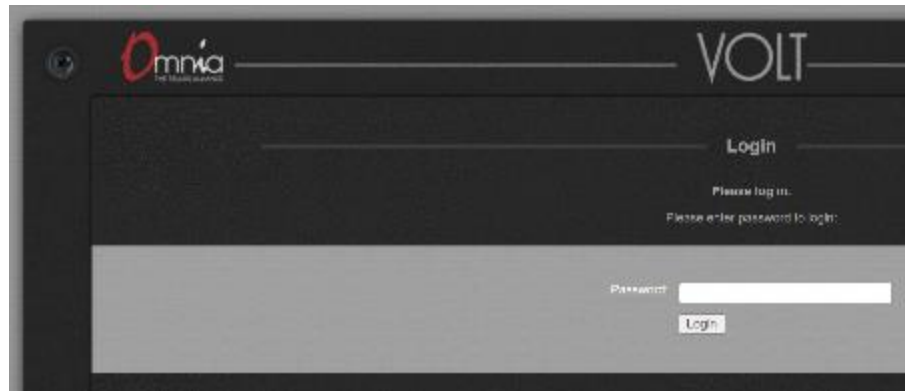 Omnia
VOLT
Login
Please log in.
Please enter password to login:
Password:
Login